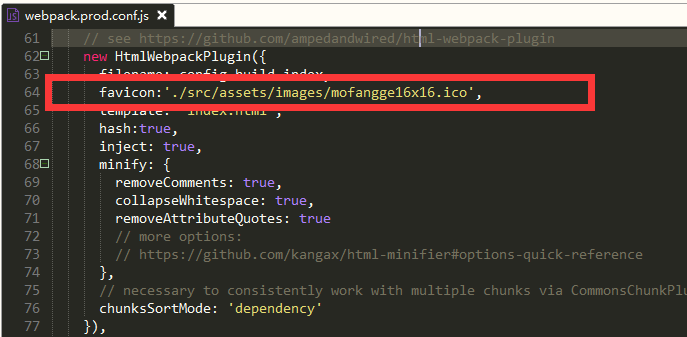 webpack.prod.conf.js ×
61 // see https://github.com/ampedandwired/html-webpack-plugin
62 new HtmlWebpackPlugin({
63 filename: config.build.index,
64 favicon:'./src/assets/images/mofangge16x16.ico',
65 template: 'index.html',
66 hash:true,
67 inject: true,
68 minify: {
69 removeComments: true,
70 collapseWhitespace: true,
71 removeAttributeQuotes: true
72 // more options:
73 // https://github.com/kangax/html-minifier#options-quick-reference
74 },
75 // necessary to consistently work with multiple chunks via CommonsChunkPlu
76 chunksSortMode: 'dependency'
77 }),